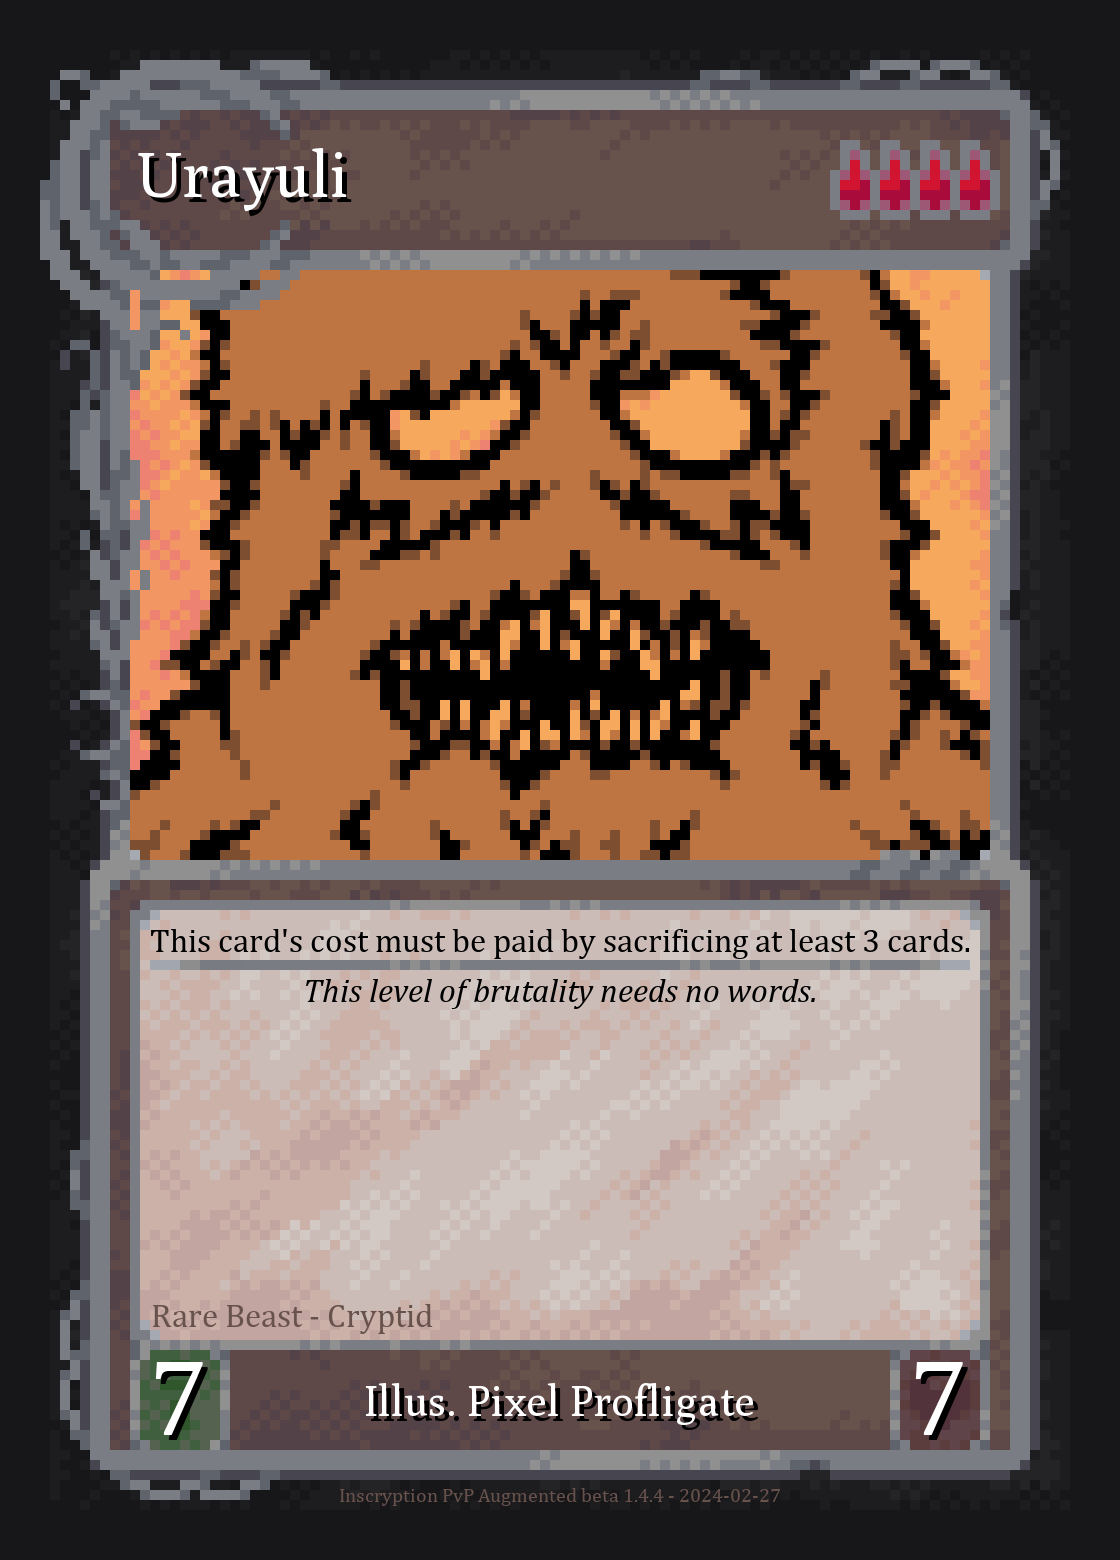 Urayuli
This card's cost must be paid by sacrificing at least 3 cards.
This level of brutality needs no words.
Rare Beast - Cryptid
7
Illus. Pixel Profligate
7
Inscryption PvP Augmented beta 1.4.4 - 2024-02-27